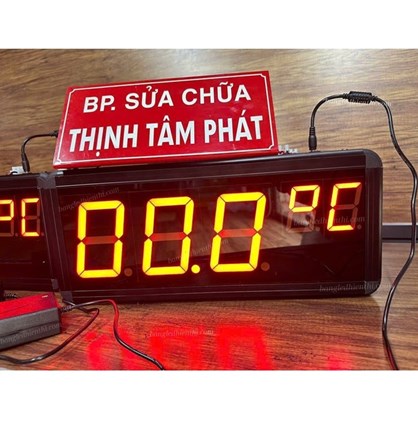 BP. SỬA CHỮA
THỊNH TÂM PHÁT
°C
00.0 °C